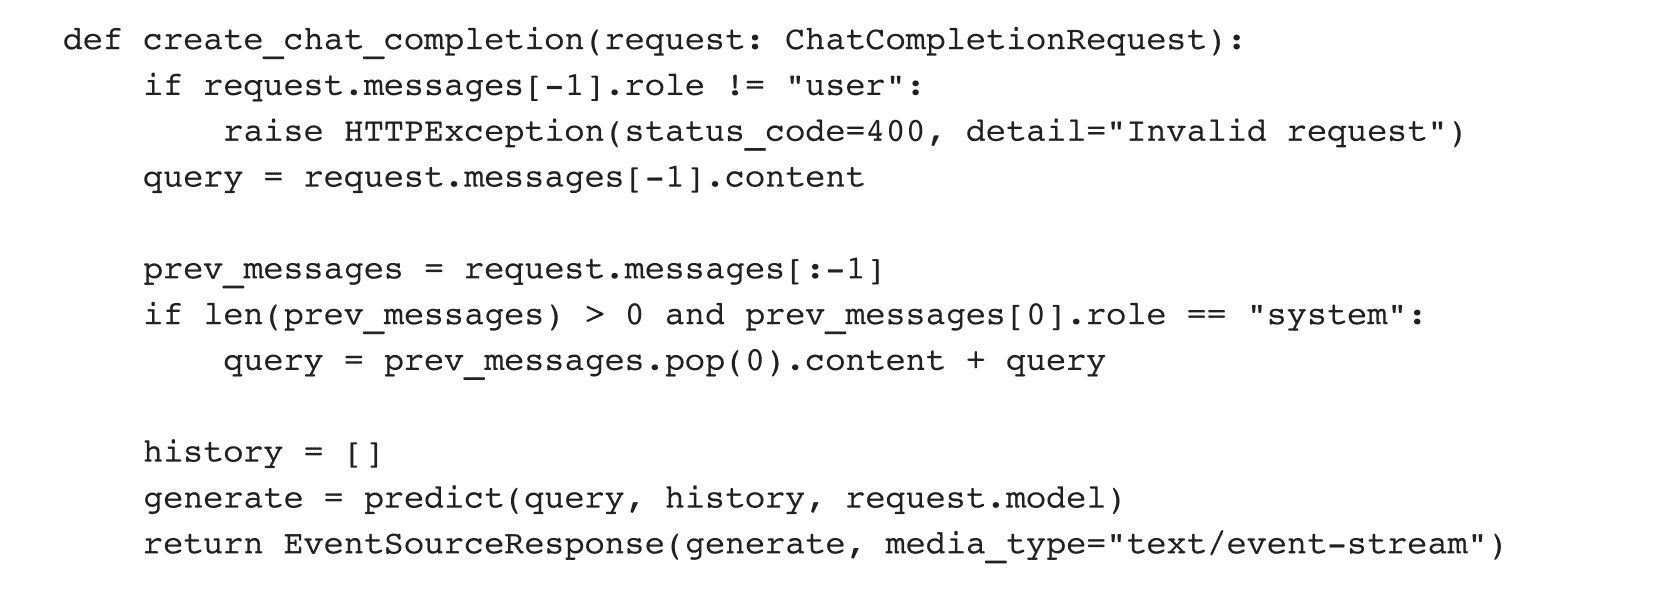 def create_chat_completion(request: ChatCompletionRequest):
    if request.messages[-1].role != "user":
        raise HTTPException(status_code=400, detail="Invalid request")
    query = request.messages[-1].content

    prev_messages = request.messages[:-1]
    if len(prev_messages) > 0 and prev_messages[0].role == "system":
        query = prev_messages.pop(0).content + query

    history = []
    generate = predict(query, history, request.model)
    return EventSourceResponse(generate, media_type="text/event-stream")